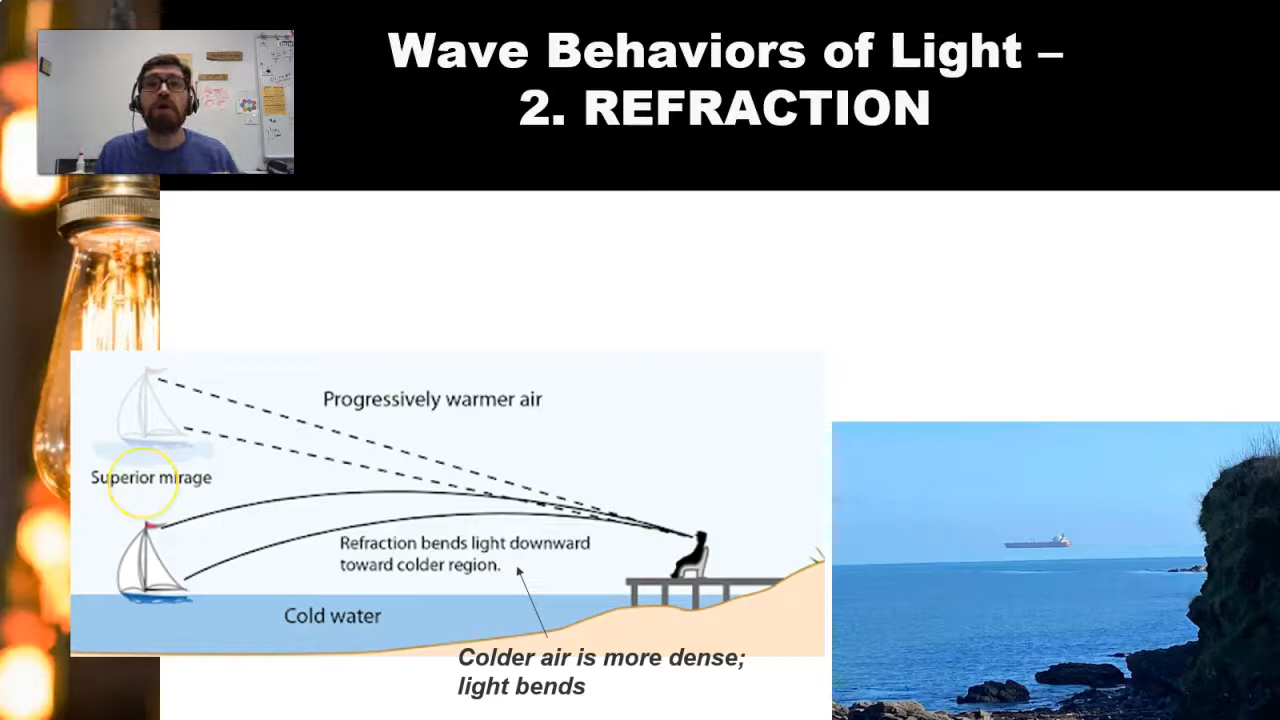 Wave Behaviors of Light –
2. REFRACTION
Progressively warmer air
Superior mirage
Refraction bends light downward
toward colder region.
Cold water
Colder air is more dense;
light bends